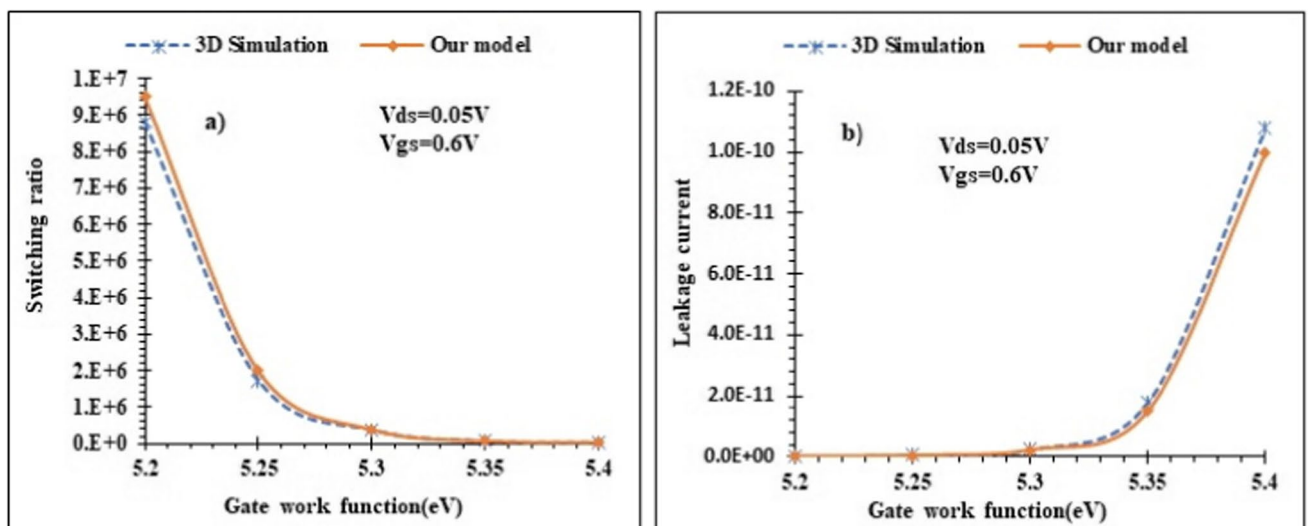 3D Simulation Our model
1.E+7
9.E+6
8.E+6
7.E+6
6.E+6
5.E+6
4.E+6
3.E+6
2.E+6
1.E+6
0.E+0
Switching ratio
a)
Vds=0.05V
Vgs=0.6V
5.2 5.25 5.3 5.35 5.4
Gate work function(eV)
3D Simulation Our model
1.2E-10
1.0E-10
8.0E-11
6.0E-11
4.0E-11
2.0E-11
0.0E+00
Leakage current
b)
Vds=0.05V
Vgs=0.6V
5.2 5.25 5.3 5.35 5.4
Gate work function(eV)